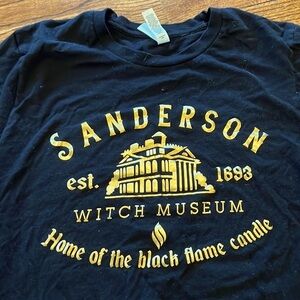 SANDERSON
est. 1693
WITCH MUSEUM
Home of the black flame candle